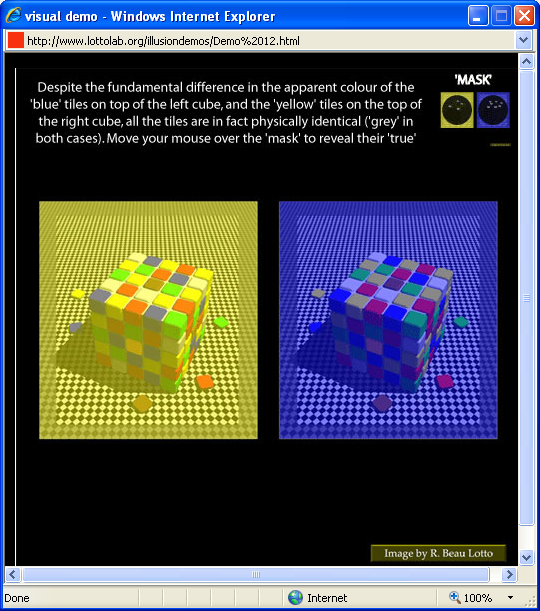 visual demo - Windows Internet Explorer
http://www.lottolab.org/illusiondemos/Demo%2012.html
Despite the fundamental difference in the apparent colour of the
'blue' tiles on top of the left cube, and the 'yellow' tiles on the top of
the right cube, all the tiles are in fact physically identical ('grey' in
both cases). Move your mouse over the 'mask' to reveal their 'true'
'MASK'
Image by R. Beau Lotto
Done
Internet
100%